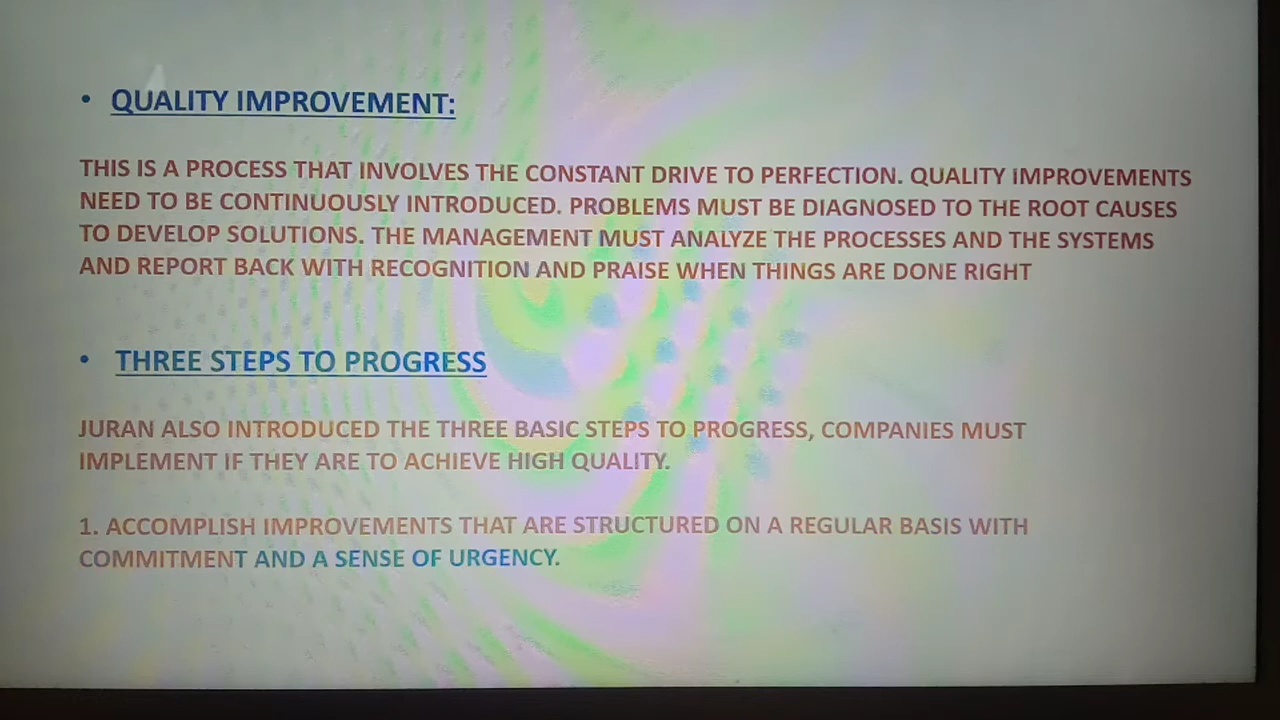 • QUALITY IMPROVEMENT:
THIS IS A PROCESS THAT INVOLVES THE CONSTANT DRIVE TO PERFECTION. QUALITY IMPROVEMENTS
NEED TO BE CONTINUOUSLY INTRODUCED. PROBLEMS MUST BE DIAGNOSED TO THE ROOT CAUSES
TO DEVELOP SOLUTIONS. THE MANAGEMENT MUST ANALYZE THE PROCESSES AND THE SYSTEMS
AND REPORT BACK WITH RECOGNITION AND PRAISE WHEN THINGS ARE DONE RIGHT
• THREE STEPS TO PROGRESS
JURAN ALSO INTRODUCED THE THREE BASIC STEPS TO PROGRESS, COMPANIES MUST
IMPLEMENT IF THEY ARE TO ACHIEVE HIGH QUALITY.
1. ACCOMPLISH IMPROVEMENTS THAT ARE STRUCTURED ON A REGULAR BASIS WITH
COMMITMENT AND A SENSE OF URGENCY.